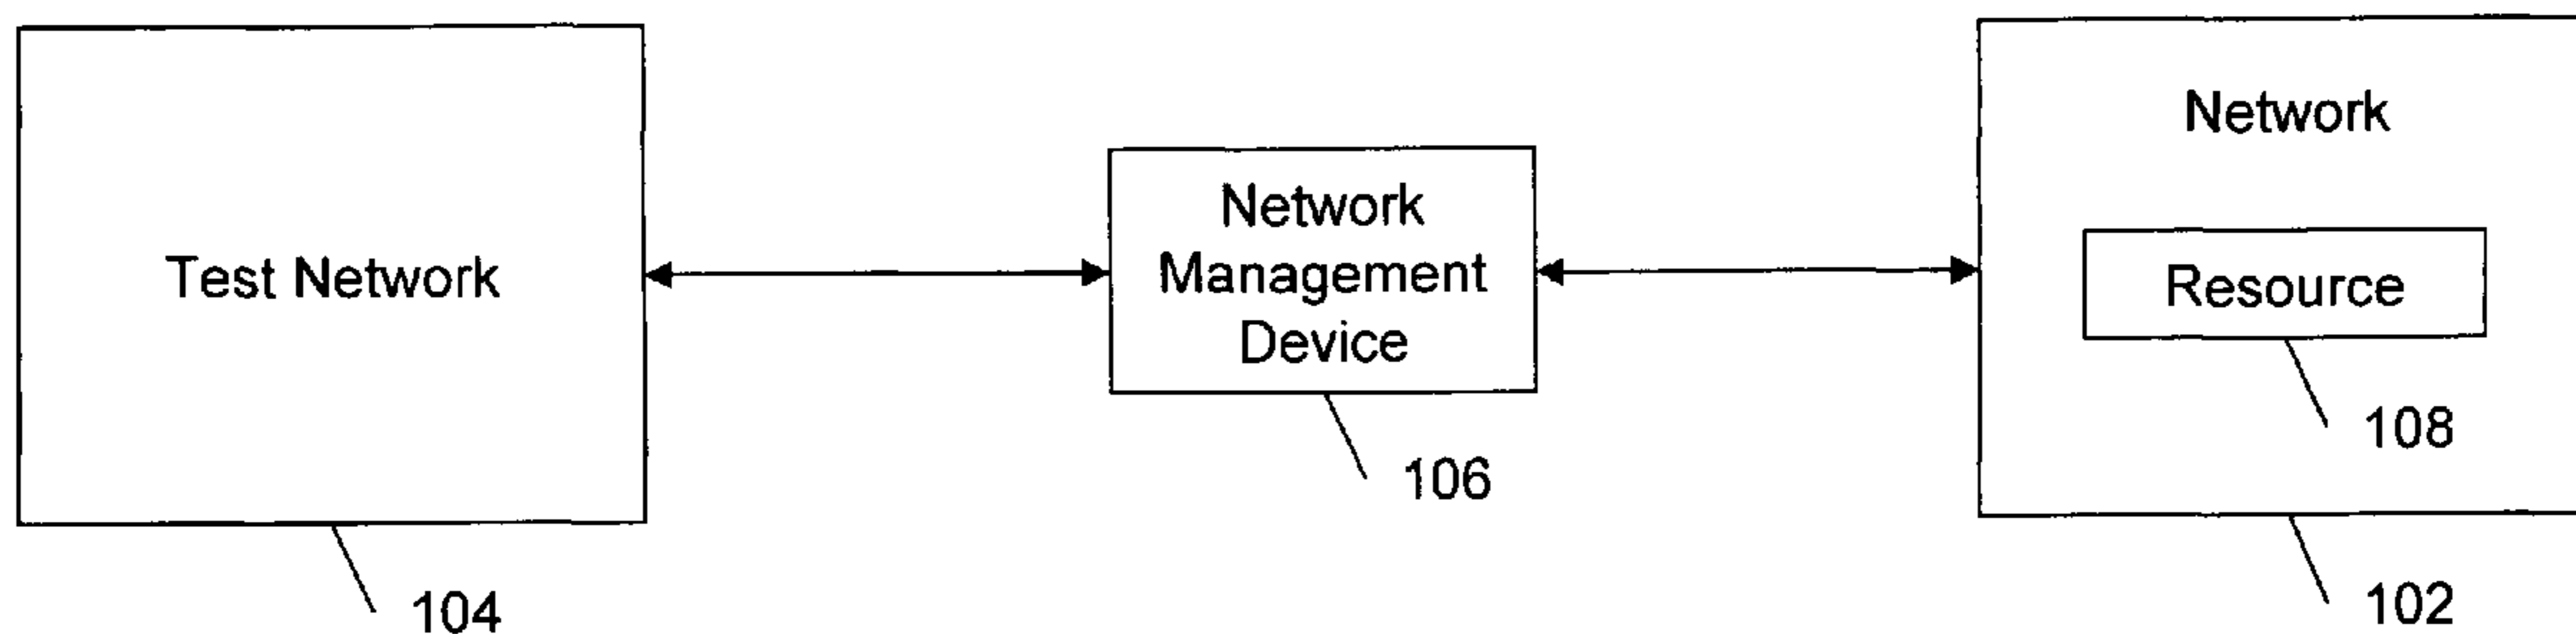 Test Network
104
Network
Management
Device
106
Network
Resource
108
102